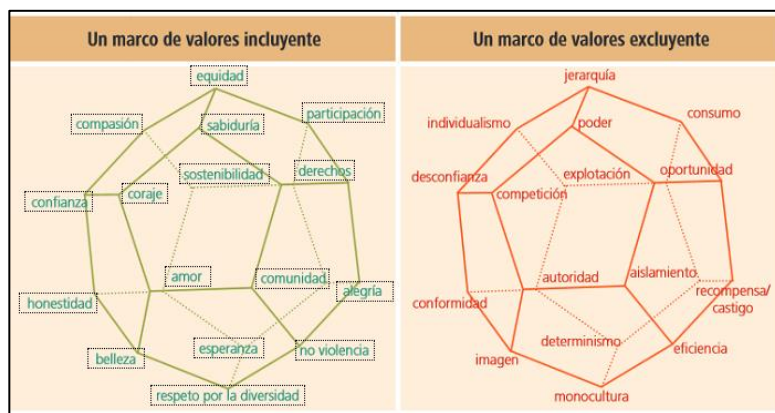 Un marco de valores incluyente
equidad
participación
compasión
sabiduría
sostenibilidad
derechos
confianza
coraje
amor
comunidad
honestidad
alegría
esperanza
no violencia
belleza
respeto por la diversidad
Un marco de valores excluyente
jerarquía
consumo
individualismo
poder
desconfianza
explotación
oportunidad
competición
autoridad
aislamiento
conformidad
recompensa/
castigo
determinismo
eficiencia
imagen
monocultura